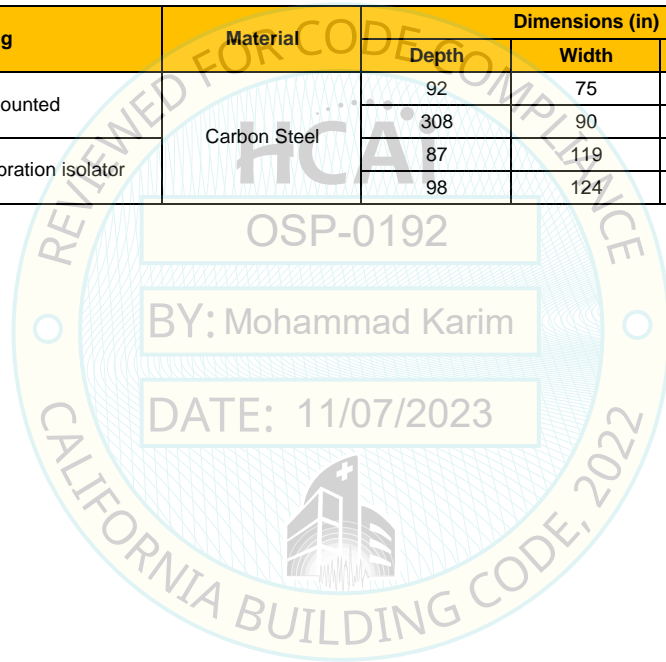 g Material Dimensions (in)
Depth Width
ounted Carbon Steel 92 75
308 90
oration isolator 87 119
98 124
REVIEWED FOR CODE COMPLIANCE
HCAi
OSP-0192
BY: Mohammad Karim
DATE: 11/07/2023
CALIFORNIA BUILDING CODE, 2022